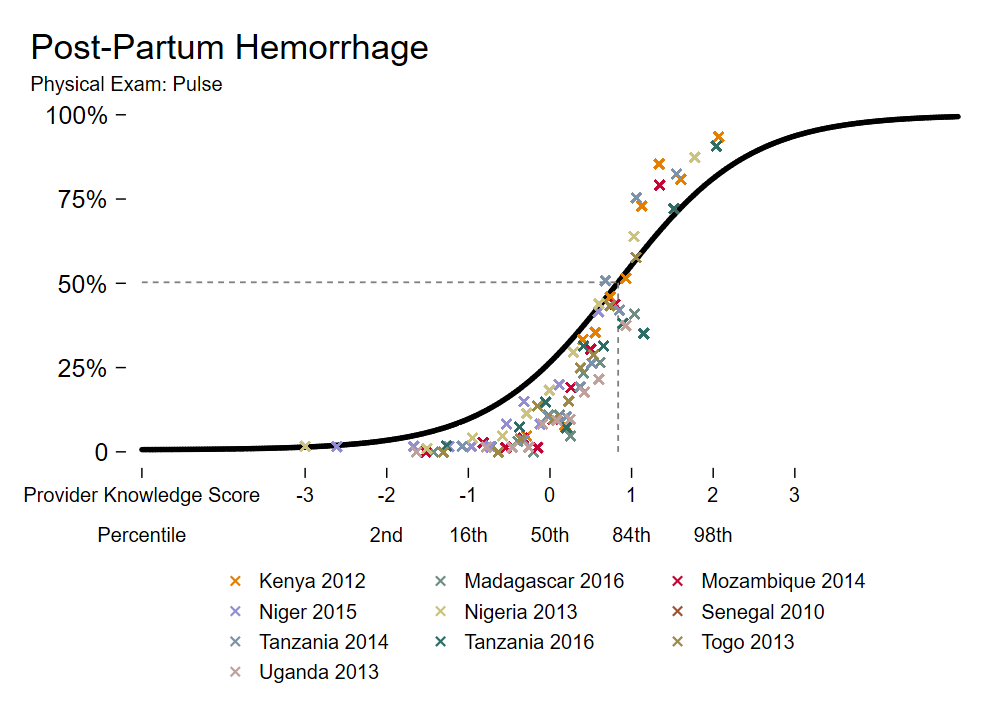 Post-Partum Hemorrhage
Physical Exam: Pulse
100%
75%
50%
25%
0
Provider Knowledge Score -3 -2 -1 0 1 2 3
Percentile 2nd 16th 50th 84th 98th
Kenya 2012 Madagascar 2016 Mozambique 2014
Niger 2015 Nigeria 2013 Senegal 2010
Tanzania 2014 Tanzania 2016 Togo 2013
Uganda 2013